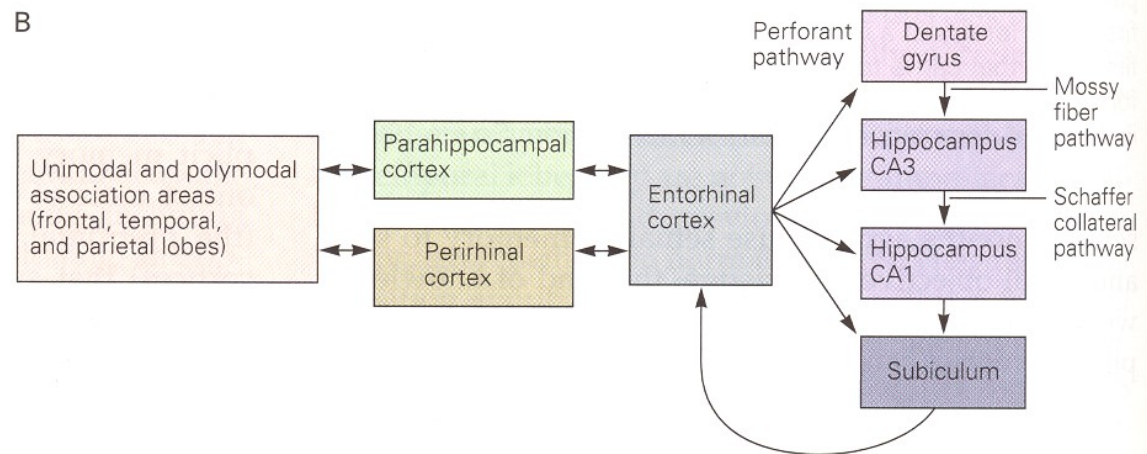 B
Unimodal and polymodal
association areas
(frontal, temporal,
and parietal lobes)
Parahippocampal
cortex
Perirhinal
cortex
Entorhinal
cortex
Perforant
pathway
Dentate
gyrus
Mossy
fiber
pathway
Hippocampus
CA3
Schaffer
collateral
pathway
Hippocampus
CA1
Subiculum